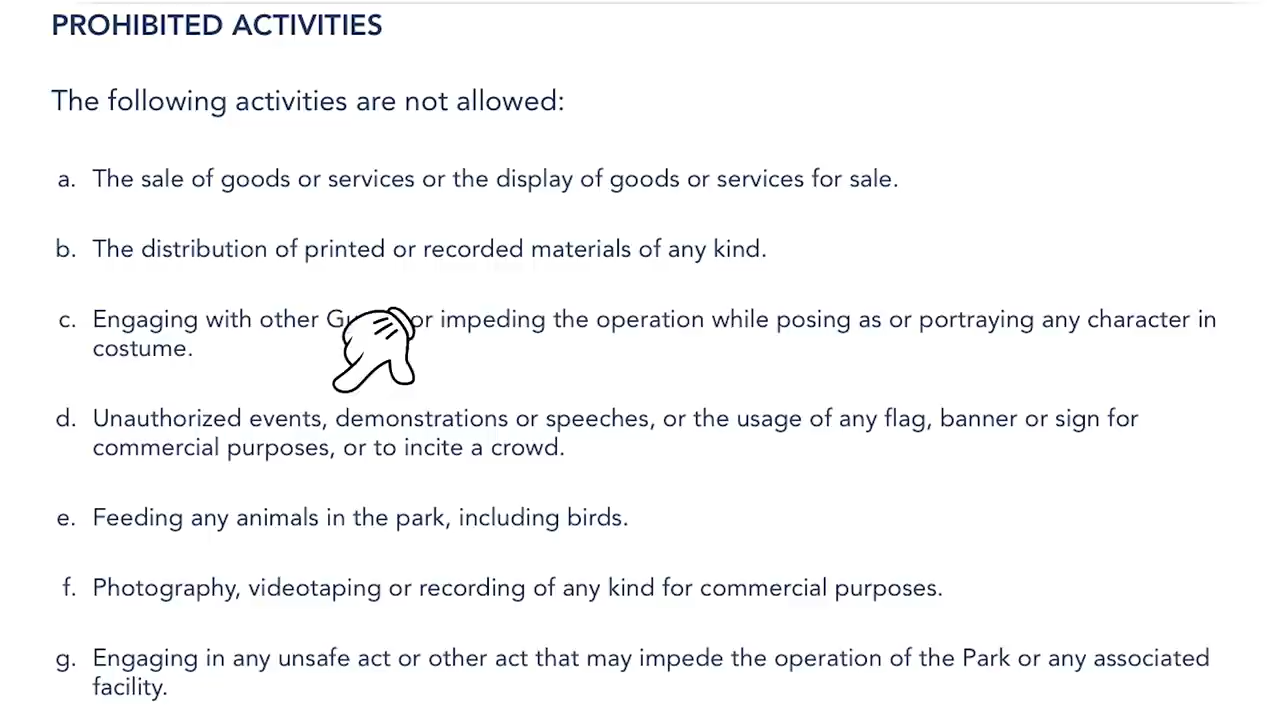 PROHIBITED ACTIVITIES
The following activities are not allowed:
a. The sale of goods or services or the display of goods or services for sale.
b. The distribution of printed or recorded materials of any kind.
c. Engaging with other or impeding the operation while posing as or portraying any character in
costume.
d. Unauthorized events, demonstrations or speeches, or the usage of any flag, banner or sign for
commercial purposes, or to incite a crowd.
e. Feeding any animals in the park, including birds.
f. Photography, videotaping or recording of any kind for commercial purposes.
g. Engaging in any unsafe act or other act that may impede the operation of the Park or any associated
facility.